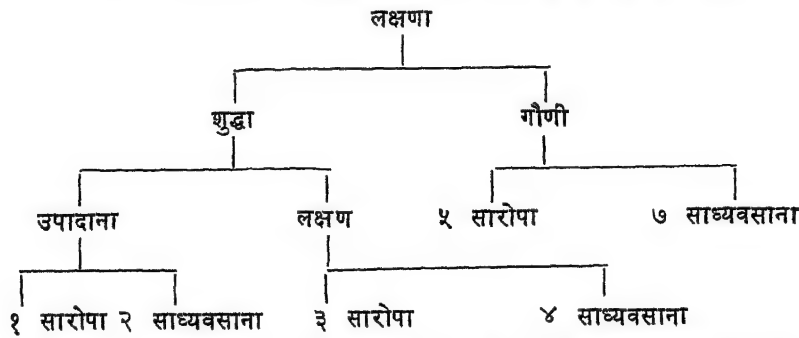 लक्षणा
शुद्धा गौणी
उपादाना लक्षण ५ सारोपा ७ साध्यवसाना
१ सारोपा २ साध्यवसाना ३ सारोपा ४ साध्यवसाना